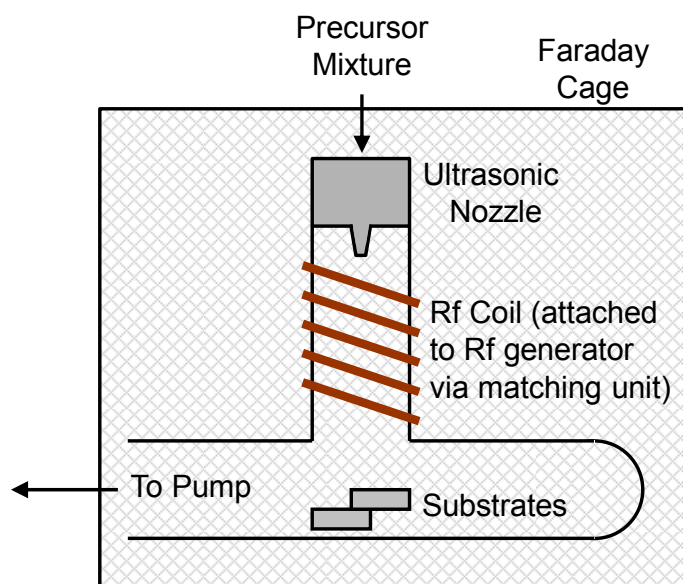 Precursor
Mixture
Faraday
Cage
Ultrasonic
Nozzle
Rf Coil (attached
to Rf generator
via matching unit)
To Pump
Substrates